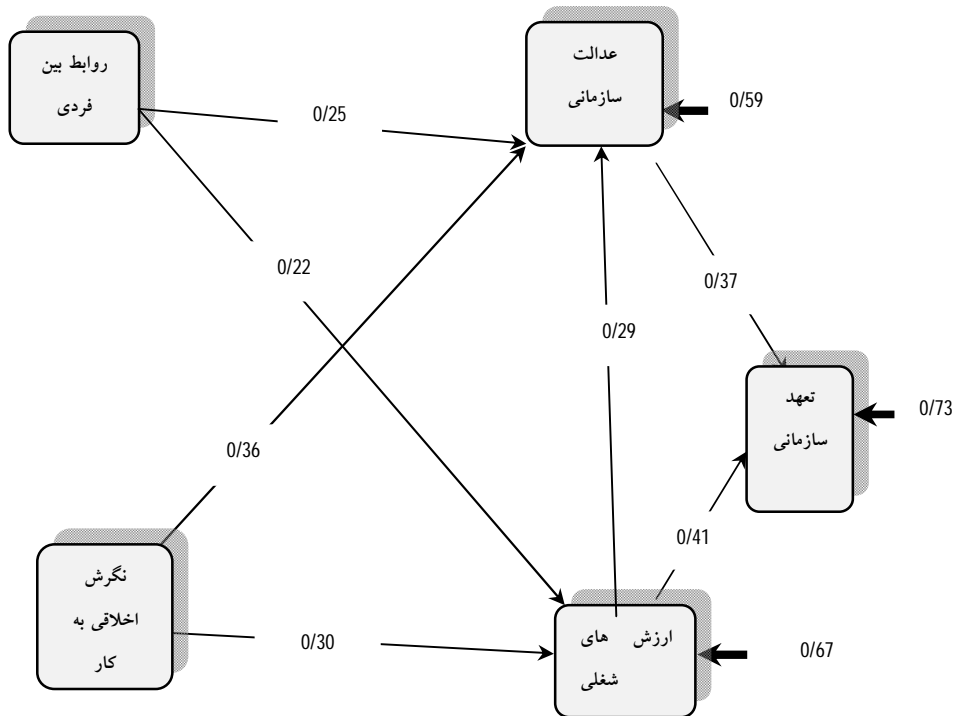 روابط بین
فردی
عدالت
سازمانی
0/59
0/25
0/22
0/37
0/29
تعهد
سازمانی
0/73
0/36
0/41
نگرش
اخلاقی به
کار
0/30
ارزش های
شغلی
0/67